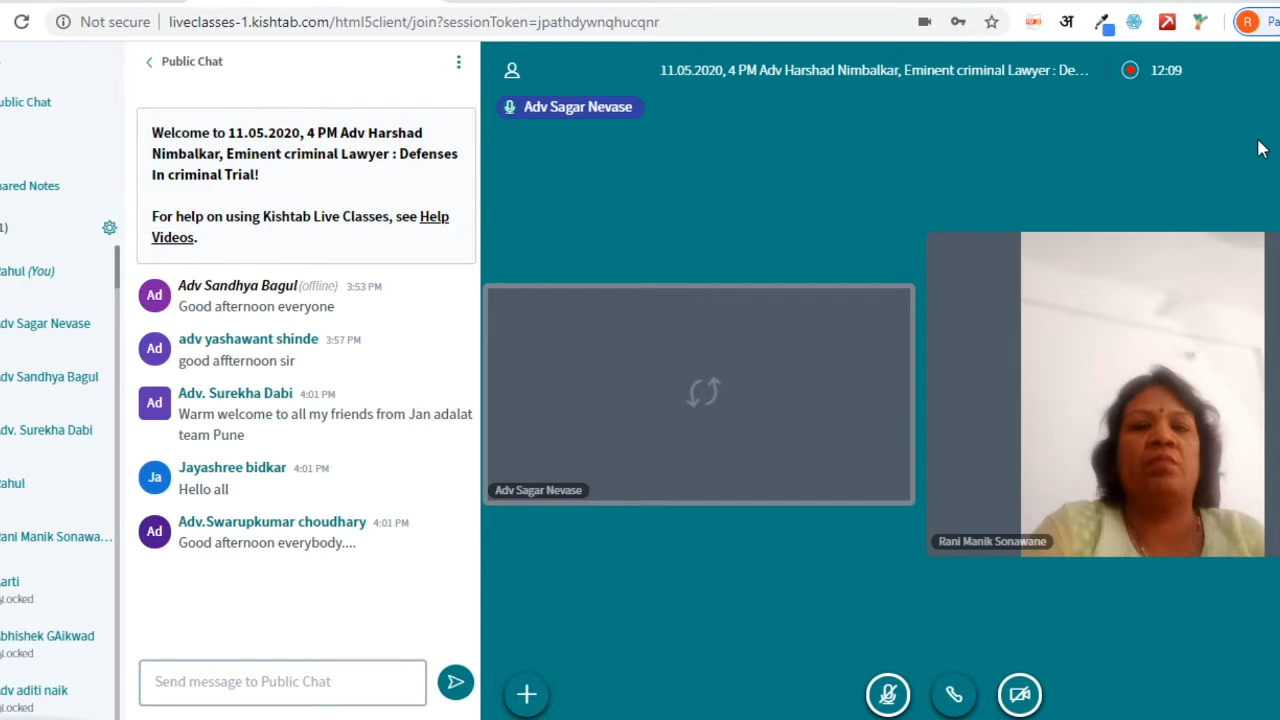 Not secure
liveclasses-1.kishtab.com/html5client/join?sessionToken=jpathdywnqhucqnr
अ
R
Pa
Public Chat
11.05.2020, 4 PM Adv Harshad Nimbalkar, Eminent criminal Lawyer : De...
12:09
ublic Chat
Adv Sagar Nevase
Welcome to 11.05.2020, 4 PM Adv Harshad
Nimbalkar, Eminent criminal Lawyer : Defenses
In criminal Trial!
hared Notes
For help on using Kishtab Live Classes, see Help
Videos.
1)
ahul (You)
dv Sagar Nevase
dv Sandhya Bagul
dv. Surekha Dabi
ahul
ani Manik Sonawa...
arti
Locked
bhishek GAikwad
Locked
dv aditi naik
Locked
Ad
Adv Sandhya Bagul(offline) 3:53 PM
Good afternoon everyone
Ad
adv yashawant shinde 3:57 PM
good affternoon sir
Ad
Adv. Surekha Dabi 4:01 PM
Warm welcome to all my friends from Jan adalat
team Pune
Ja
Jayashree bidkar 4:01 PM
Hello all
Ad
Adv.Swarupkumar choudhary 4:01 PM
Good afternoon everybody....
Send message to Public Chat
Adv Sagar Nevase
Rani Manik Sonawane